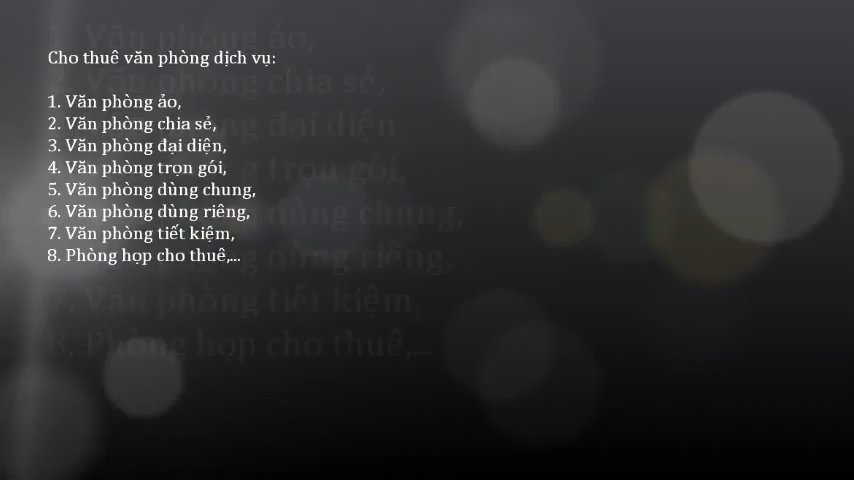 Cho thuê văn phòng dịch vụ:
1. Văn phòng ảo,
2. Văn phòng chia sẻ,
3. Văn phòng đại diện,
4. Văn phòng trọn gói,
5. Văn phòng dùng chung,
6. Văn phòng dùng riêng,
7. Văn phòng tiết kiệm,
8. Phòng họp cho thuê,...